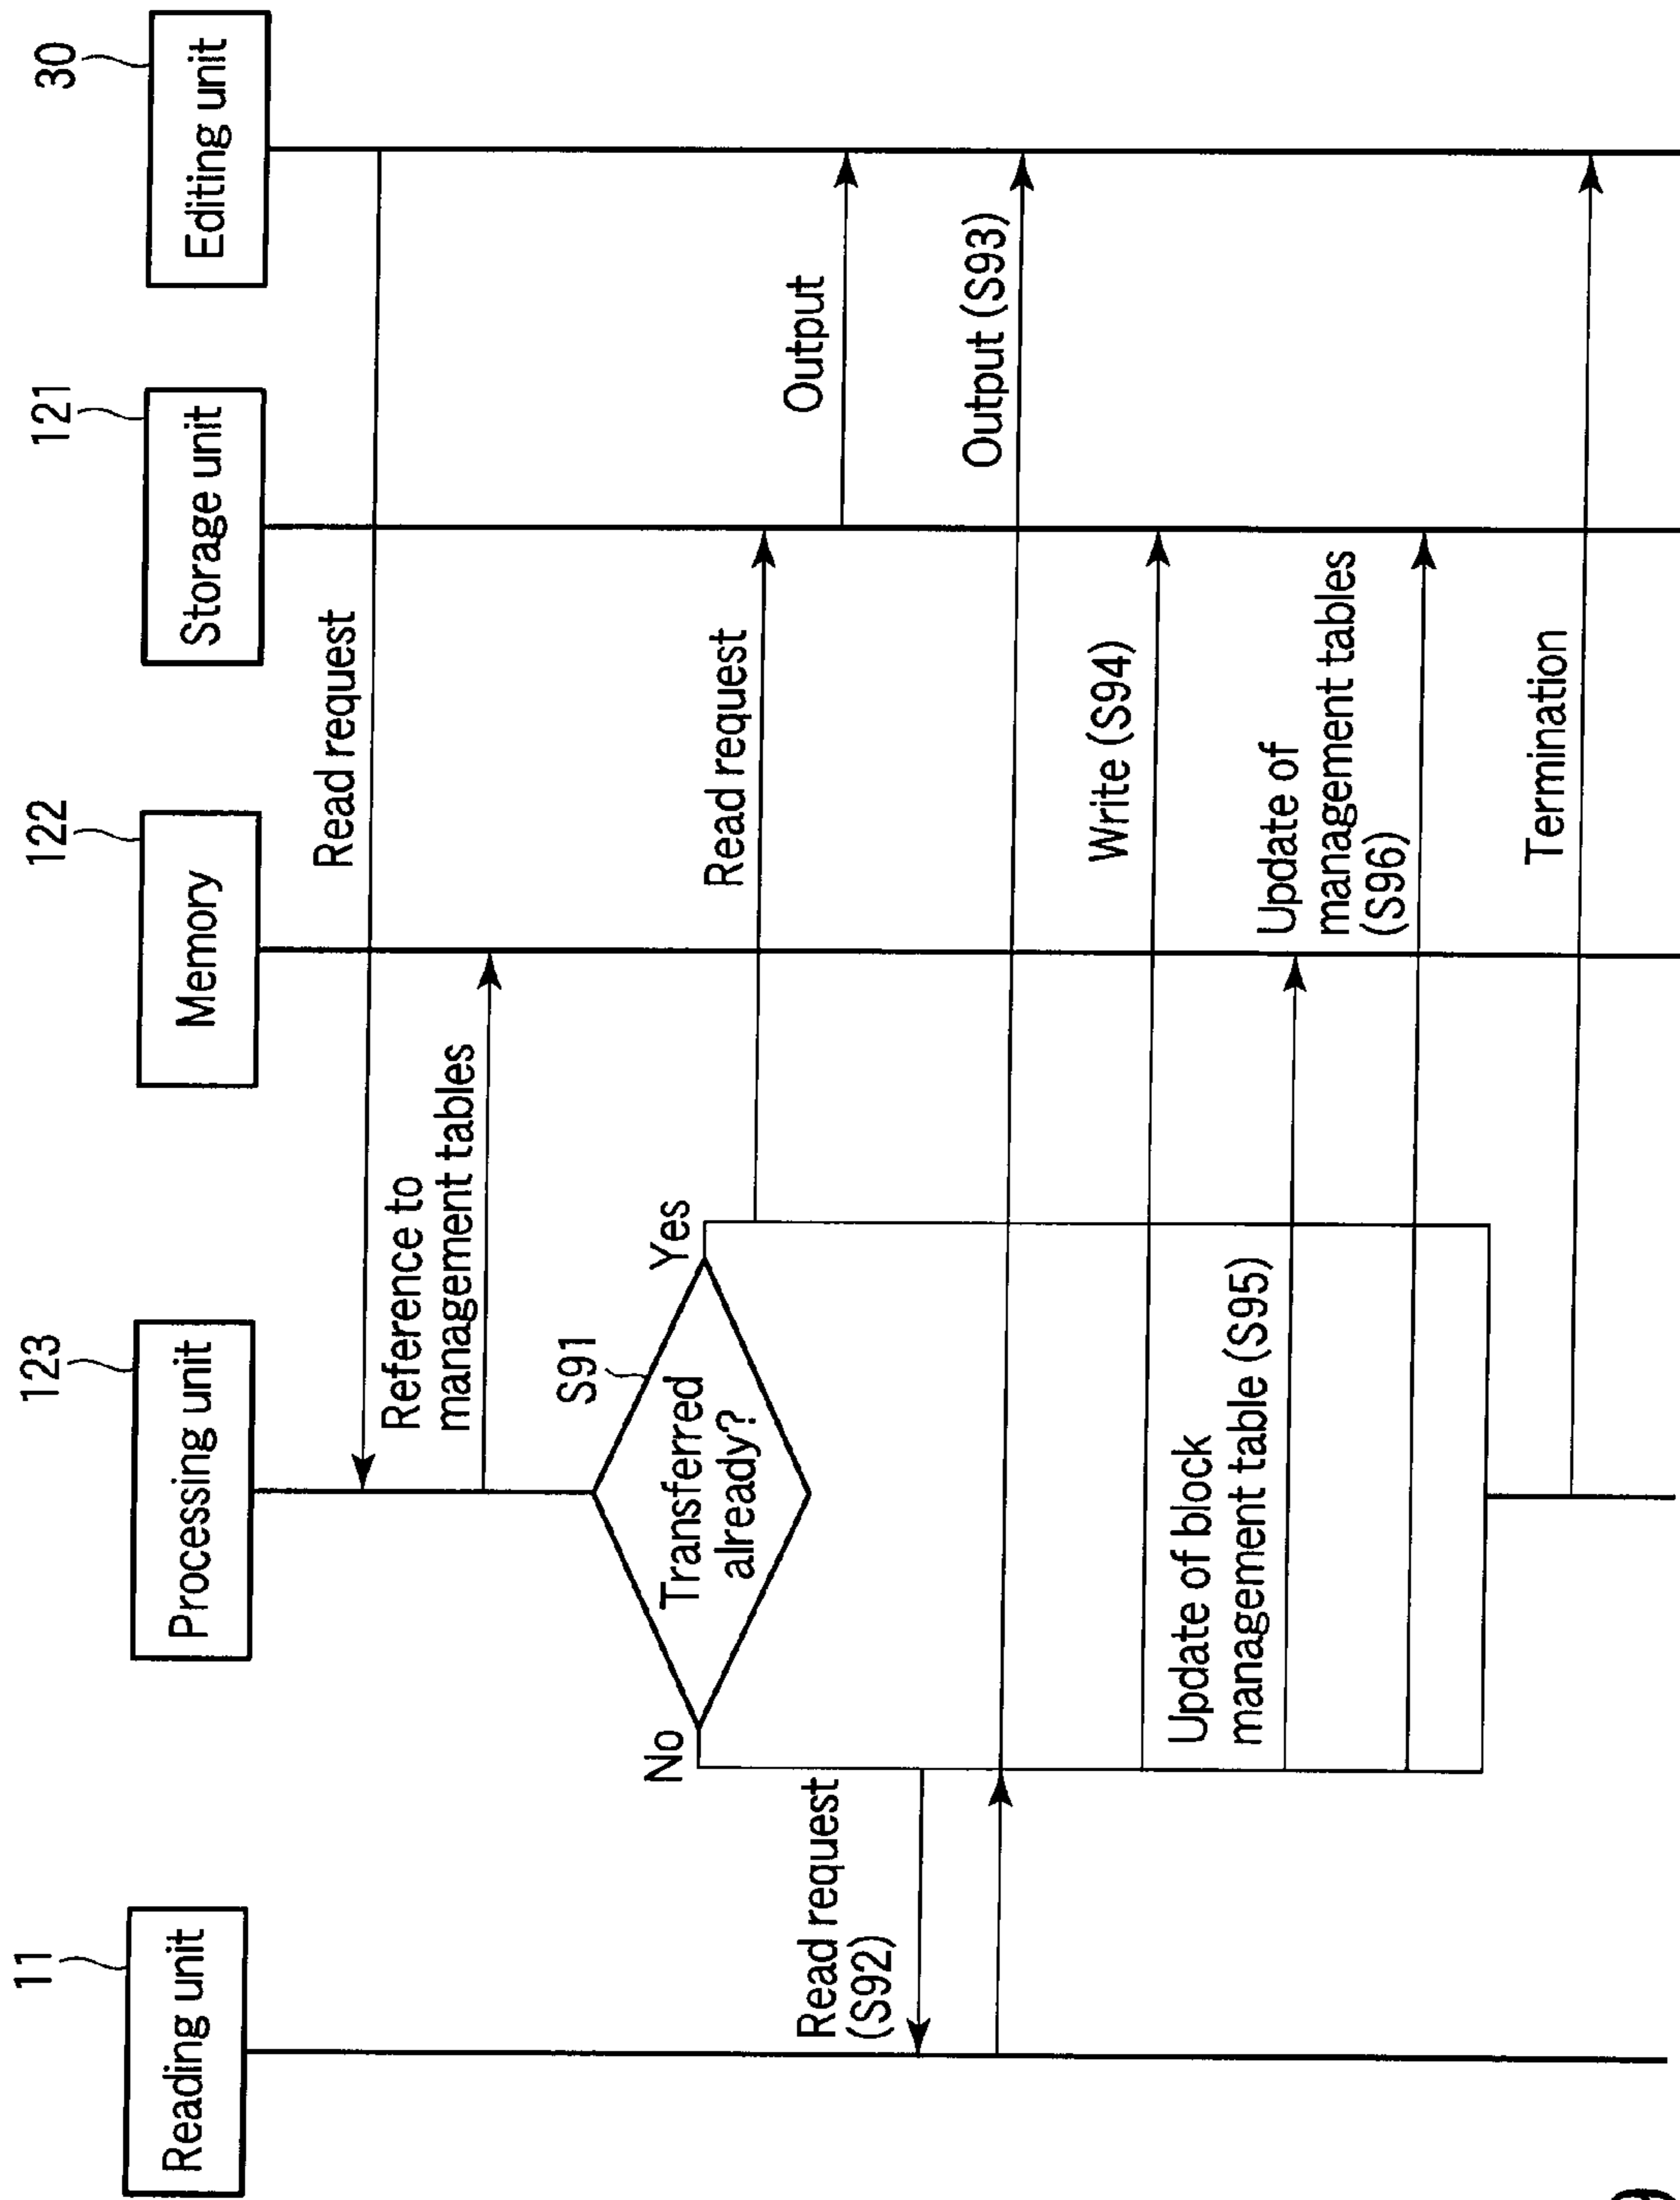 11
Reading unit
123
Processing unit
122
Memory
121
Storage unit
30
Editing unit
Read request
Reference to
management tables
S91
Transferred
already?
Yes
No
Read request
Output
Read request
(S92)
Output (S93)
Write (S94)
Update of block
management table (S95)
Update of
management tables
(S96)
Termination